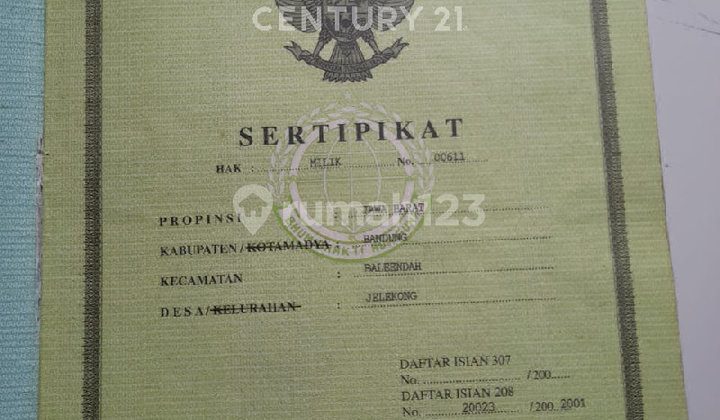 CENTURY 21
SERTIPIKAT
HAK : MILIK No. 00611
rumah123
PROPINSI : JAWA BARAT
KABUPATEN / KOTAMADYA : BANDUNG
KECAMATAN : BALEENDAH
DESA / KELURAHAN : JELEKONG
DAFTAR ISIAN 307
No. /200
DAFTAR ISIAN 208
No. 20023 /200 2001